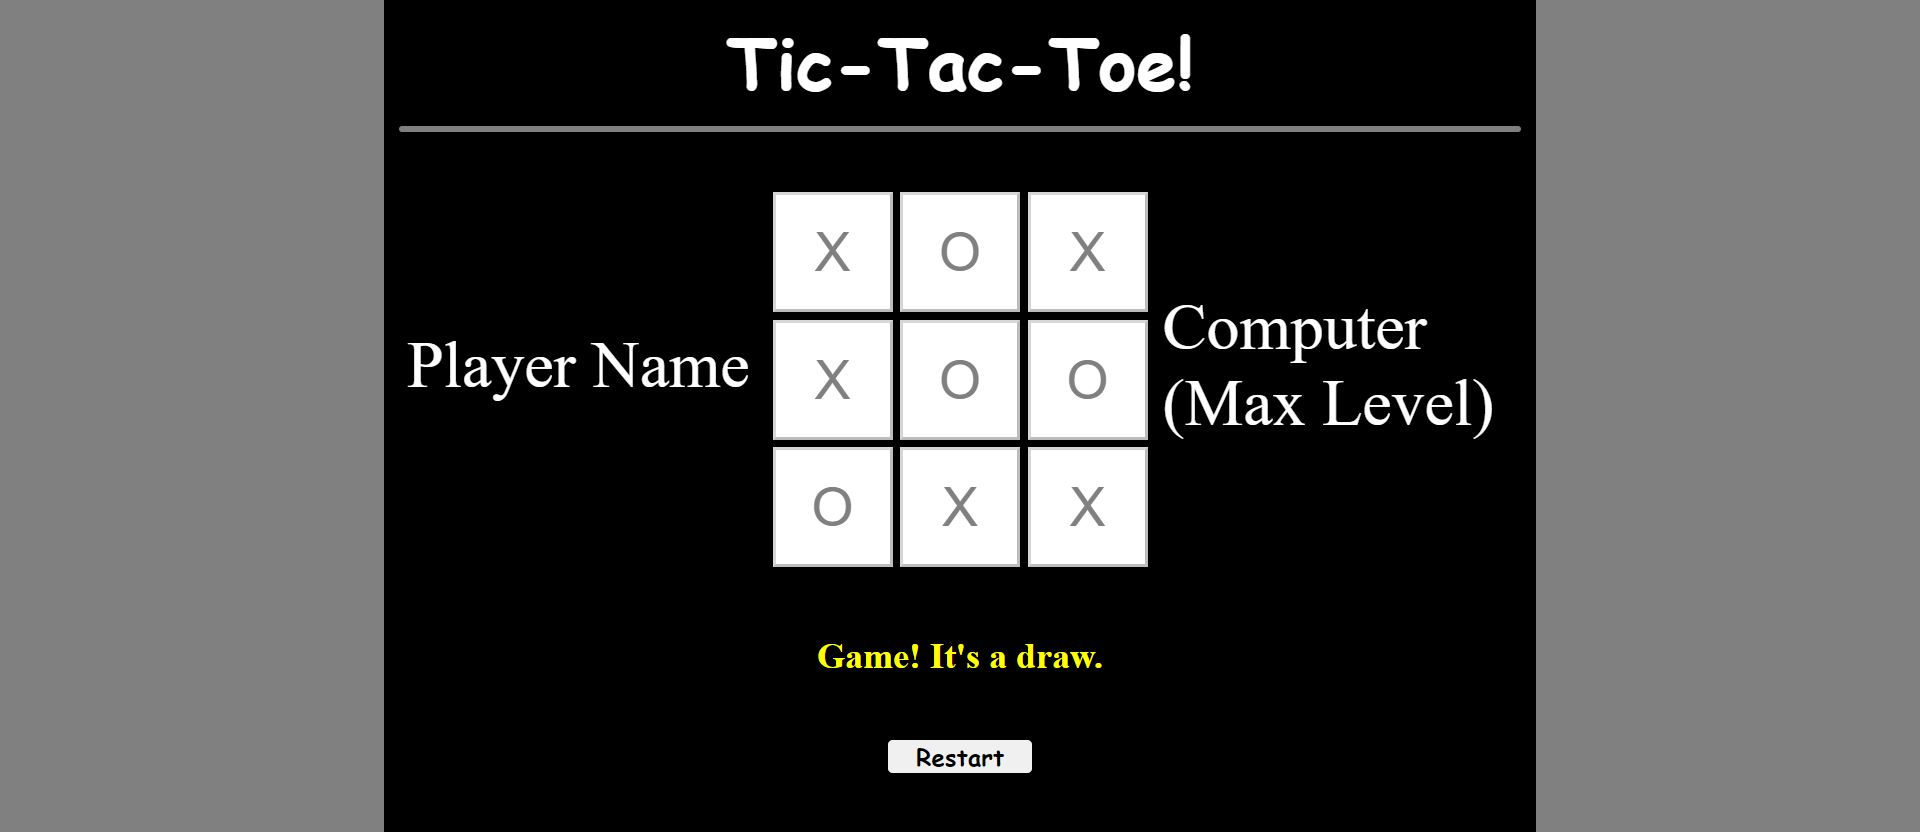 Tic-Tac-Toe!
X O X
Player Name
X O O
Computer
(Max Level)
O X X
Game! It's a draw.
Restart